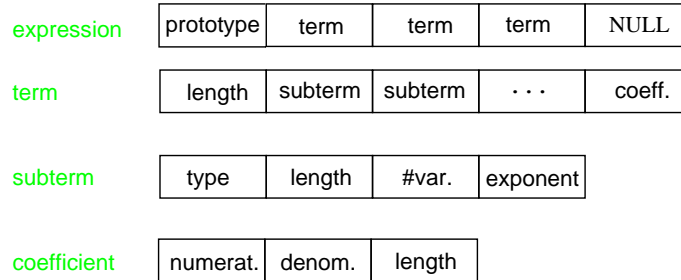 expression prototype term term term NULL
term length subterm subterm ··· coeff.
subterm type length #var. exponent
coefficient numerat. denom. length